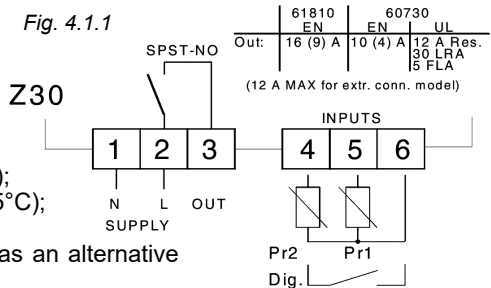 Fig. 4.1.1
61810 60730
EN EN UL
Out: 16 (9) A 10 (4) A 12 A Res.
30 LRA
5 FLA
(12 A MAX for extr. conn. model)
SPST-NO
Z30
INPUTS
1 2 3 4 5 6
);
5°C);
N L OUT
SUPPLY
as an alternative
Pr2 Pr1
Dig.